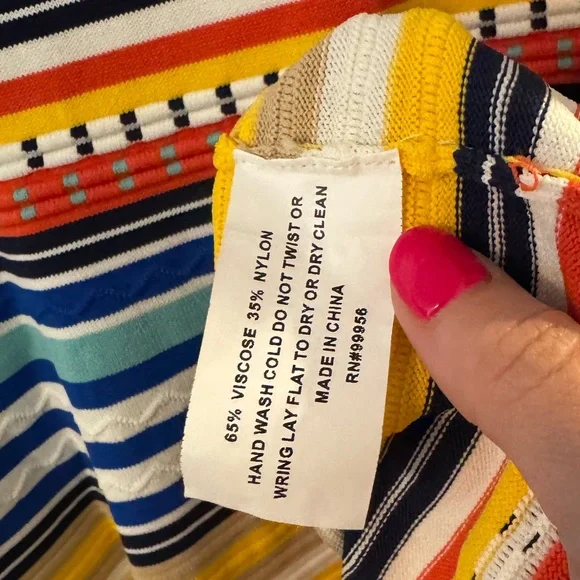 65% VISCOSE 35% NYLON
HAND WASH COLD DO NOT TWIST OR
WRING LAY FLAT TO DRY OR DRY CLEAN
MADE IN CHINA
RN#99956